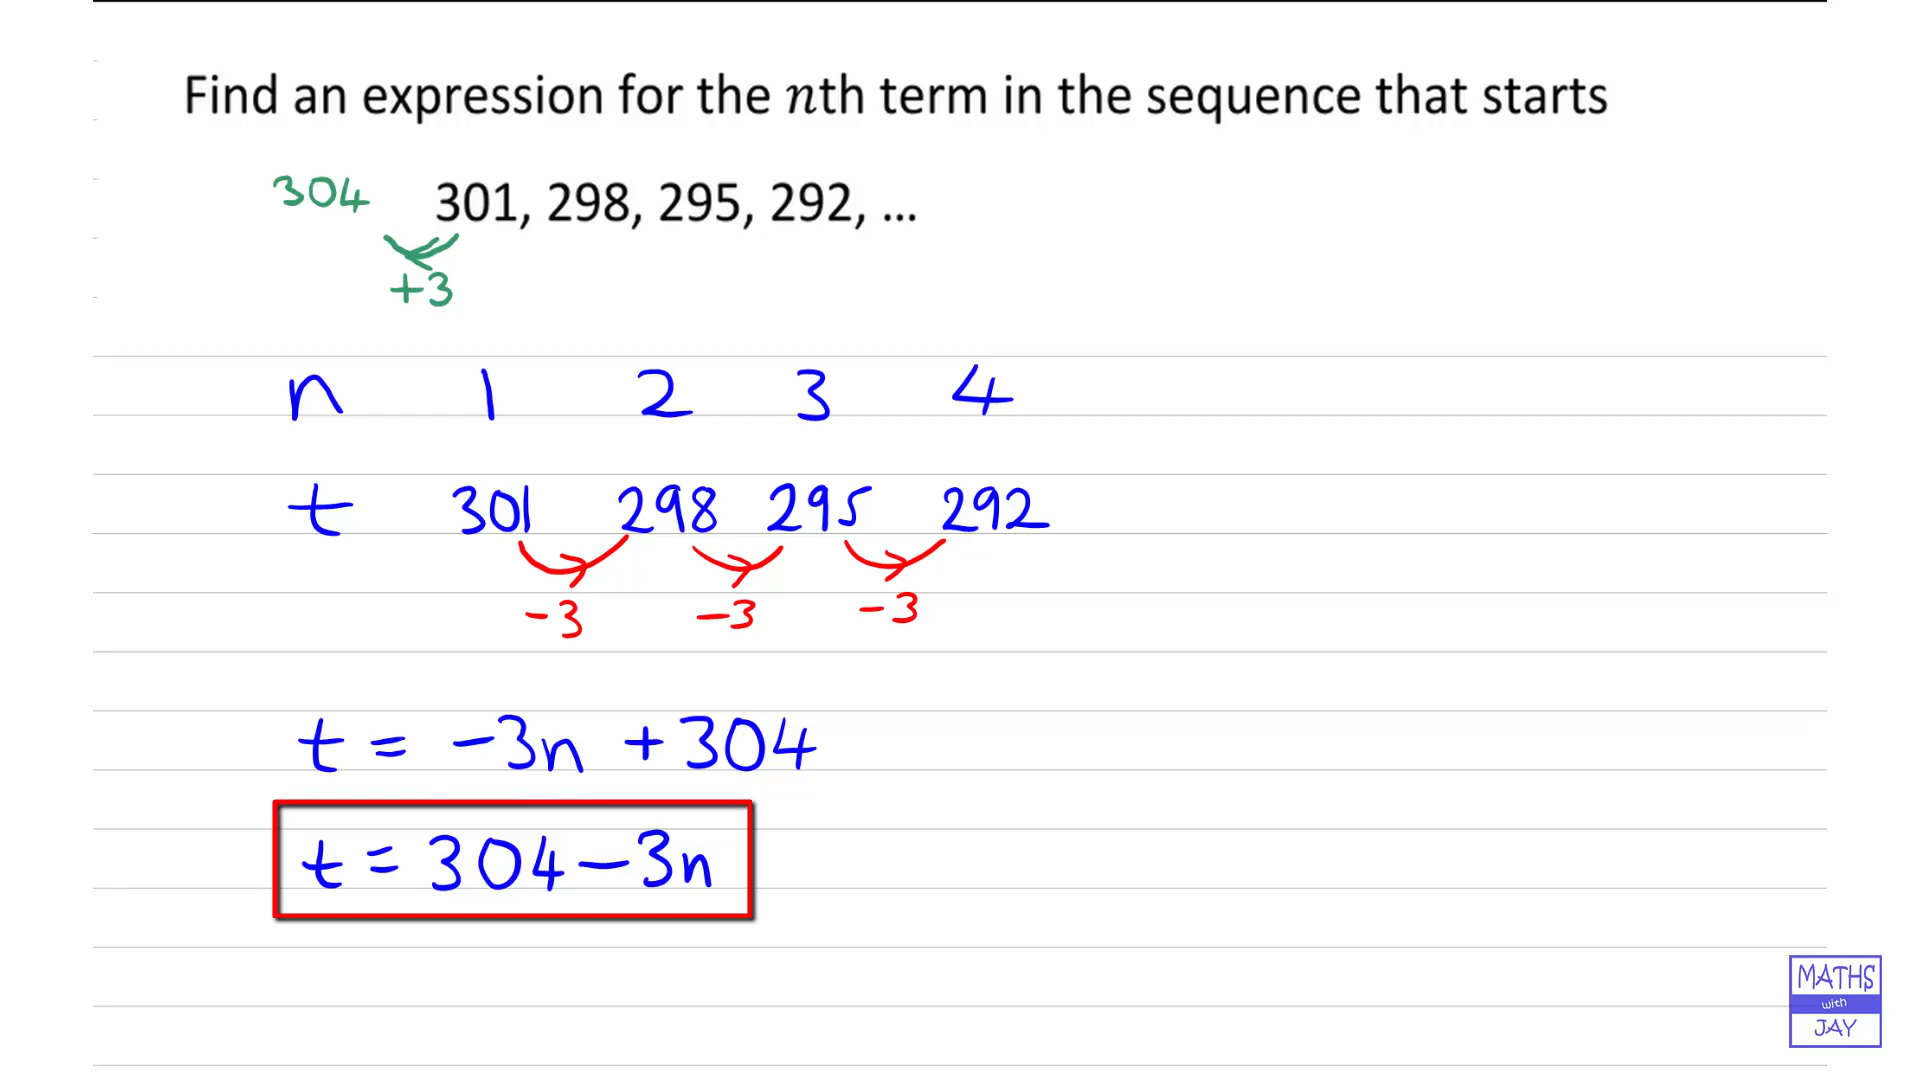 Find an expression for the nth term in the sequence that starts
304 301, 298, 295, 292, ...
+3
n 1 2 3 4
t 301 298 295 292
-3 -3 -3
t = -3n + 304
t = 304 - 3n
MATHS
with
JAY